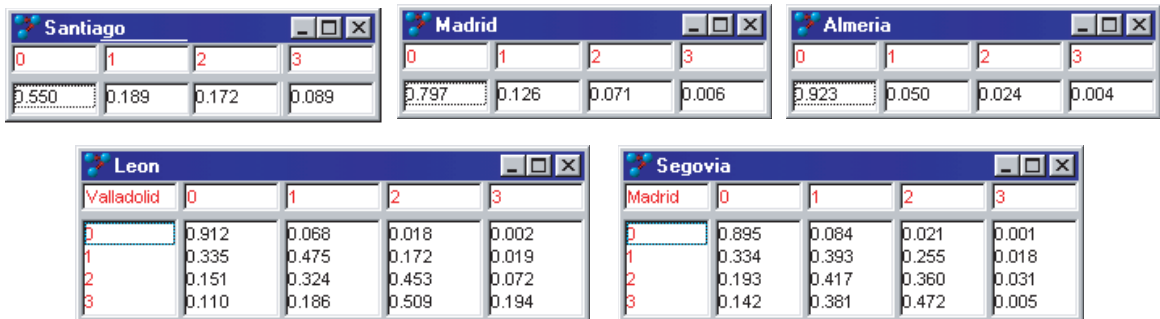 Santiago
0 1 2 3
0.550 0.189 0.172 0.089
Madrid
0 1 2 3
0.797 0.126 0.071 0.006
Almeria
0 1 2 3
0.923 0.050 0.024 0.004
Leon
Valladolid 0 1 2 3
0 0.912 0.068 0.018 0.002
1 0.335 0.475 0.172 0.019
2 0.151 0.324 0.453 0.072
3 0.110 0.186 0.509 0.194
Segovia
Madrid 0 1 2 3
0 0.895 0.084 0.021 0.001
1 0.334 0.393 0.255 0.018
2 0.193 0.417 0.360 0.031
3 0.142 0.381 0.472 0.005